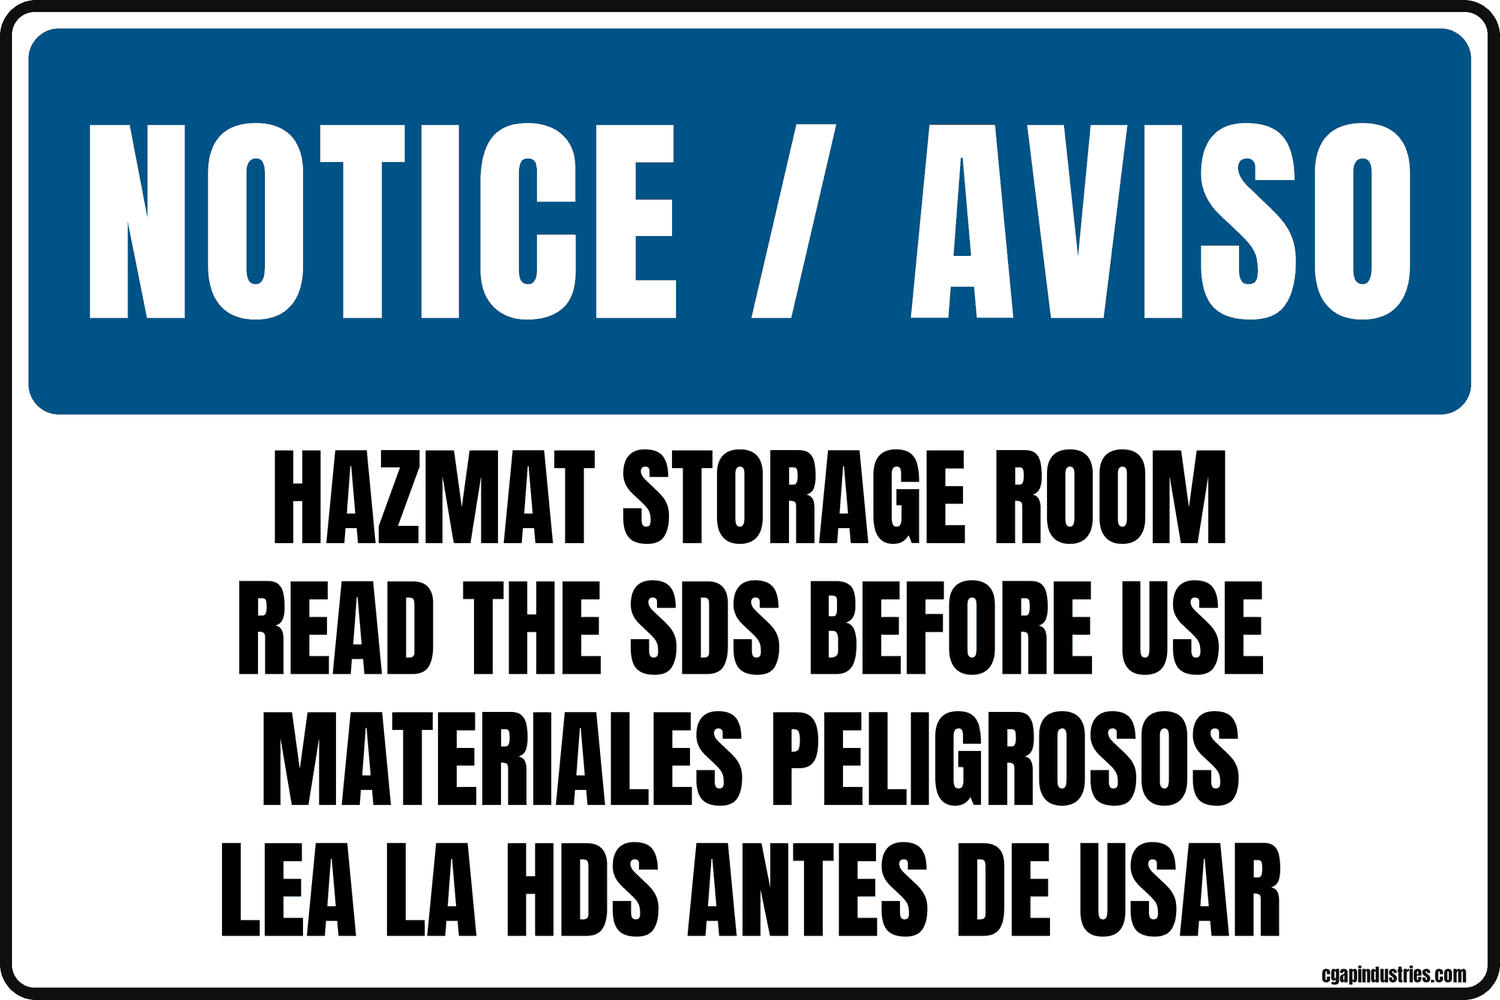 NOTICE / AVISO
HAZMAT STORAGE ROOM
READ THE SDS BEFORE USE
MATERIALES PELIGROSOS
LEA LA HDS ANTES DE USAR
cgapindustries.com